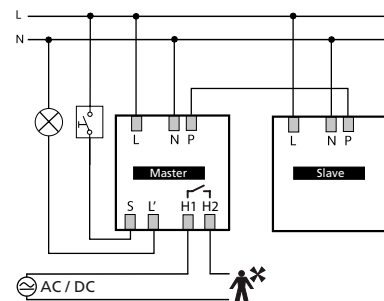 L
N
L N P L N P
Master Slave
S L' H1 H2
AC / DC